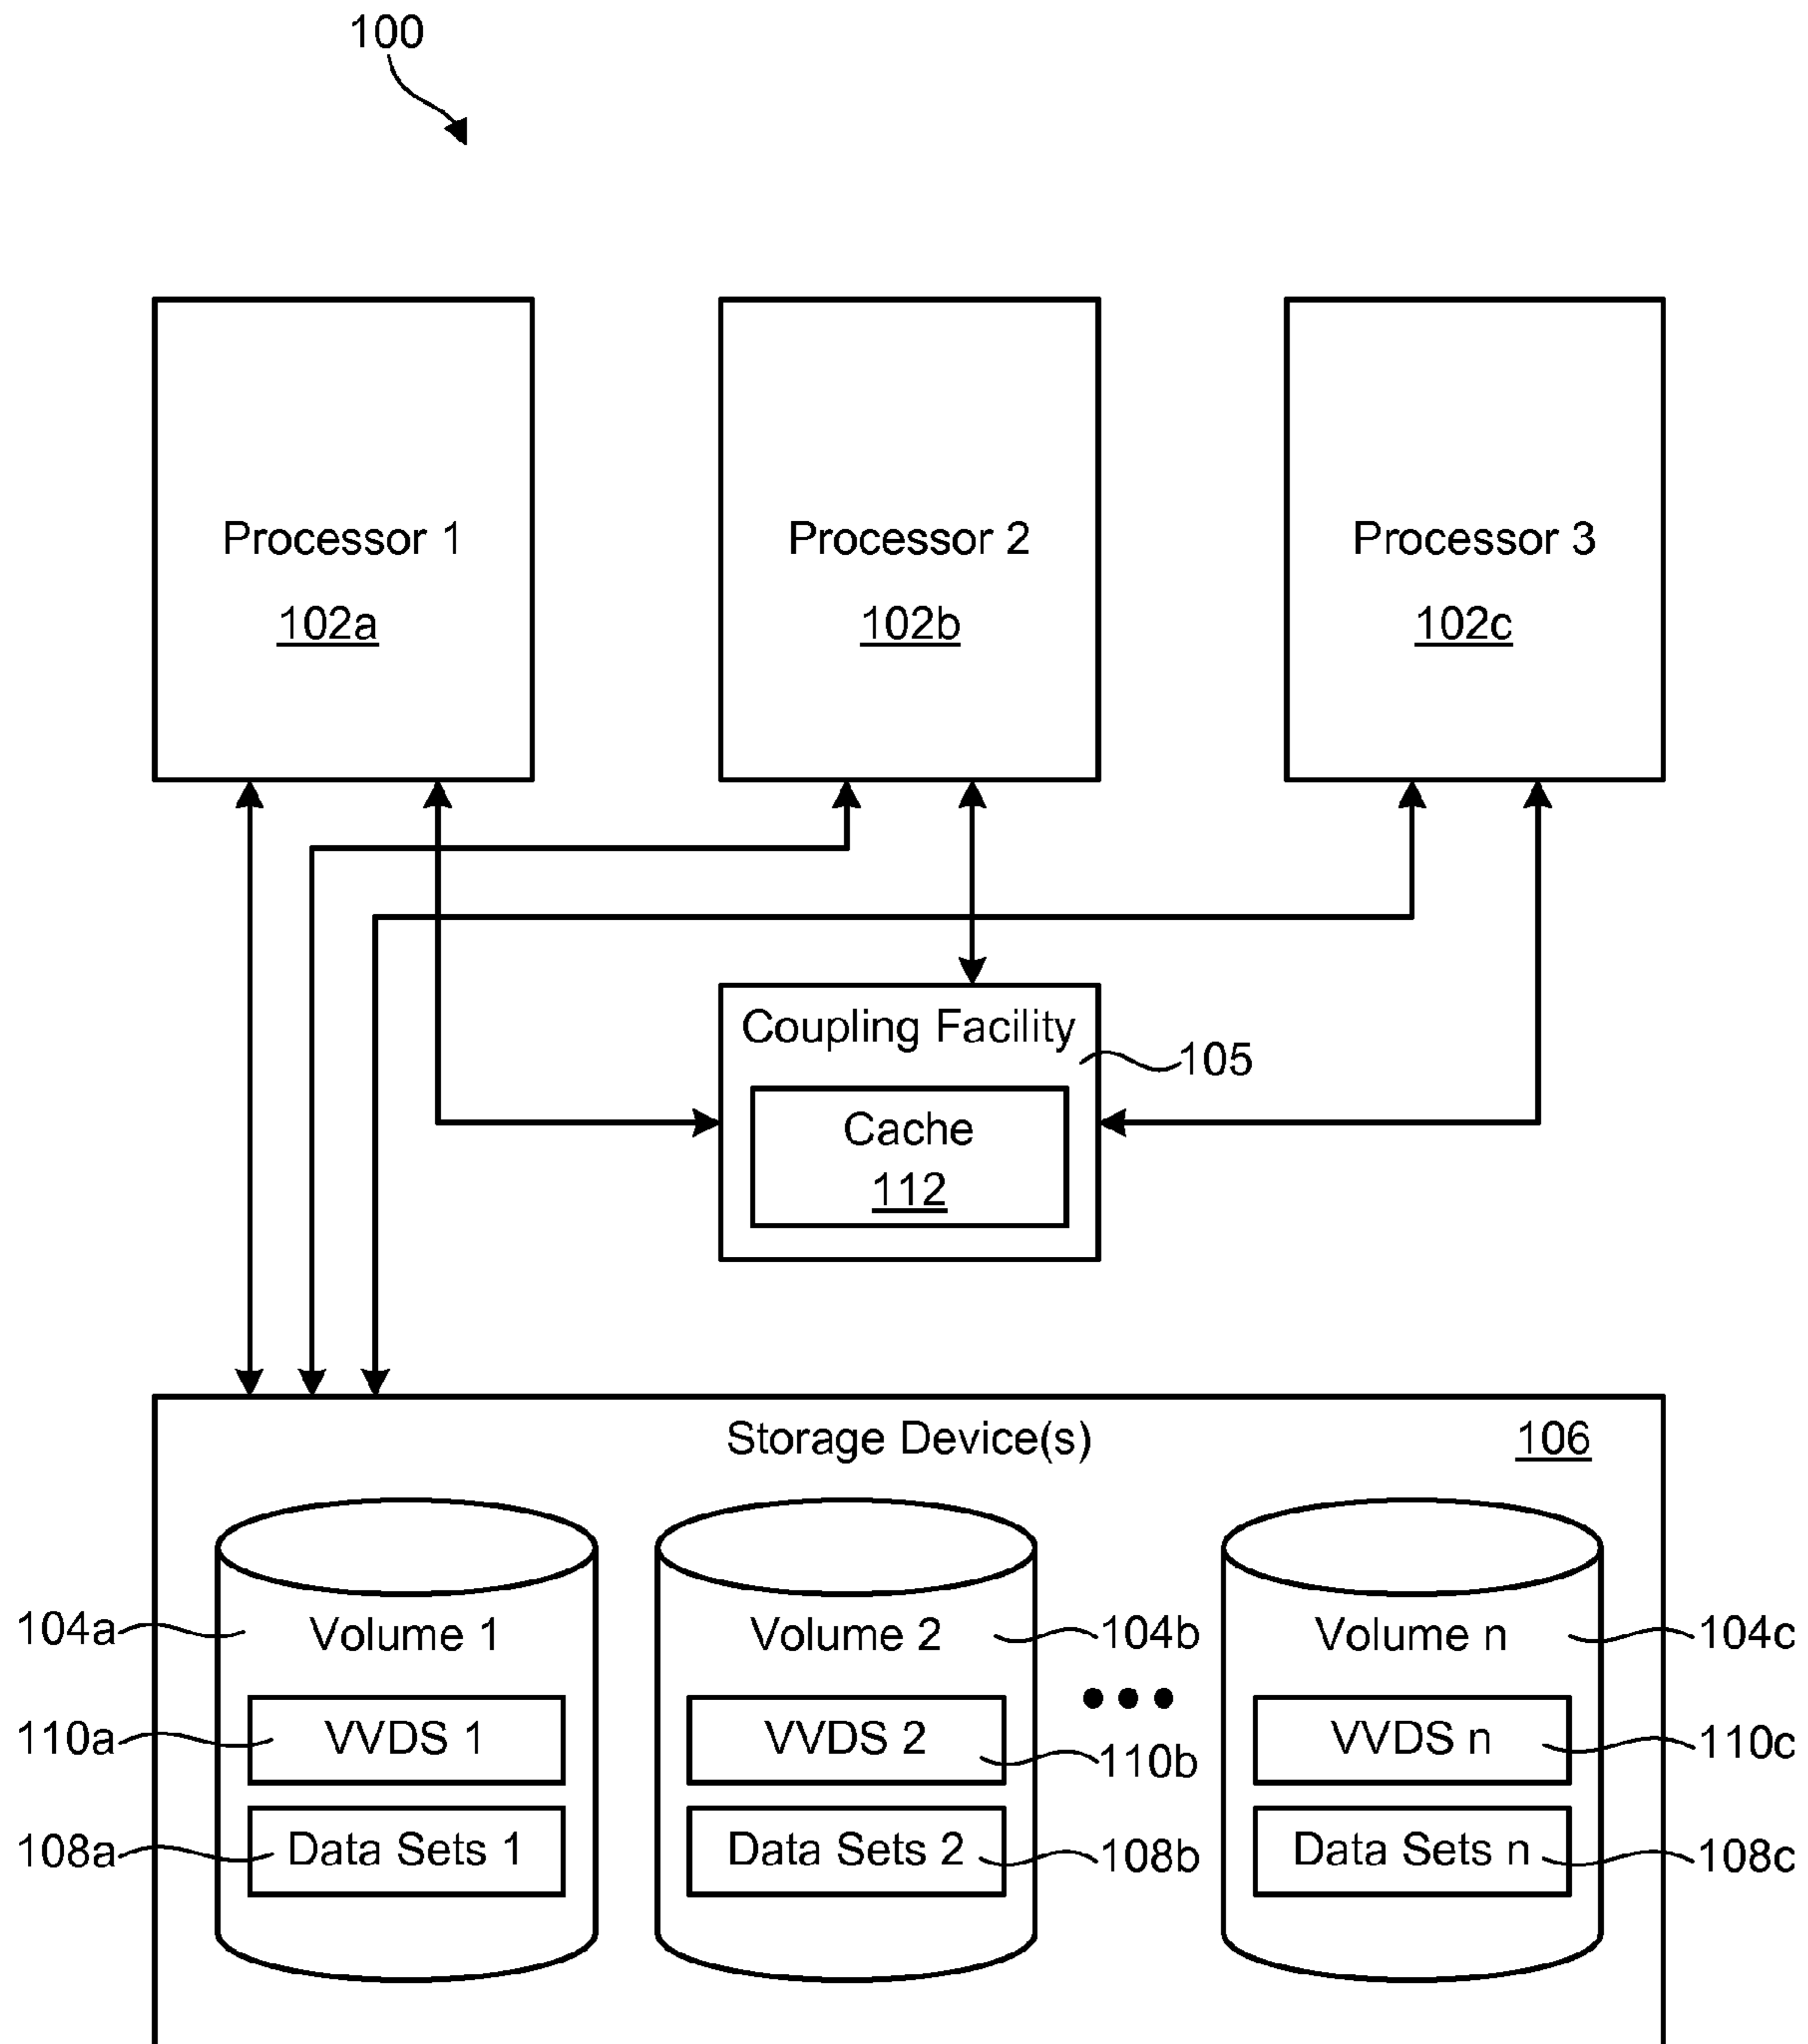 100
Processor 1
102a
Processor 2
102b
Processor 3
102c
Coupling Facility
105
Cache
112
Storage Device(s)
106
104a
Volume 1
110a
VVDS 1
108a
Data Sets 1
Volume 2
104b
VVDS 2
110b
Data Sets 2
108b
Volume n
104c
VVDS n
110c
Data Sets n
108c